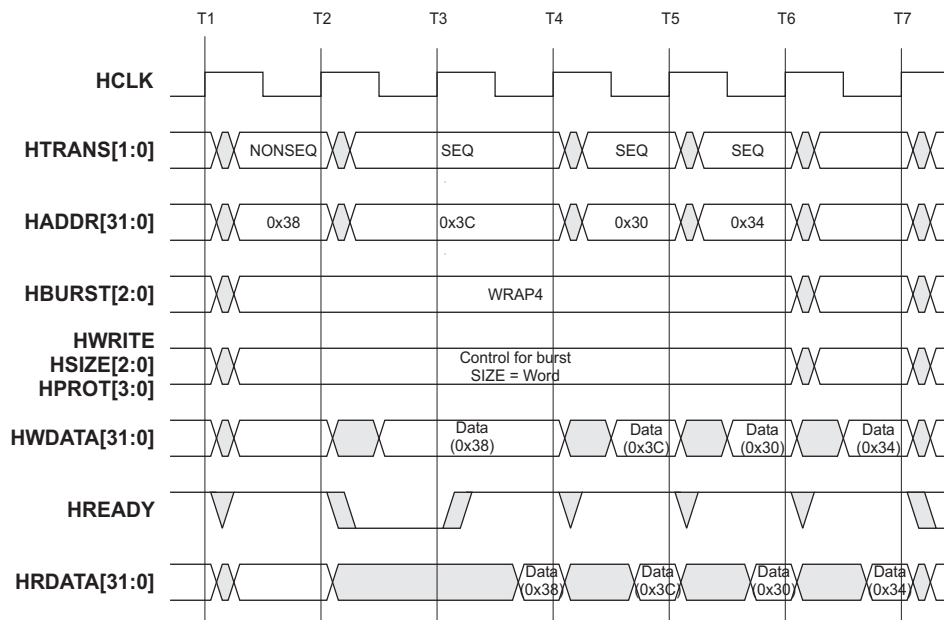 T1 T2 T3 T4 T5 T6 T7
HCLK
HTRANS[1:0] NONSEQ SEQ SEQ SEQ
HADDR[31:0] 0x38 0x3C 0x30 0x34
HBURST[2:0] WRAP4
HWRITE
HSIZE[2:0]
HPROT[3:0]
Control for burst
SIZE = Word
HWDATA[31:0]
Data Data Data Data
(0x38) (0x3C) (0x30) (0x34)
HREADY
HRDATA[31:0]
Data Data Data Data
(0x38) (0x3C) (0x30) (0x34)